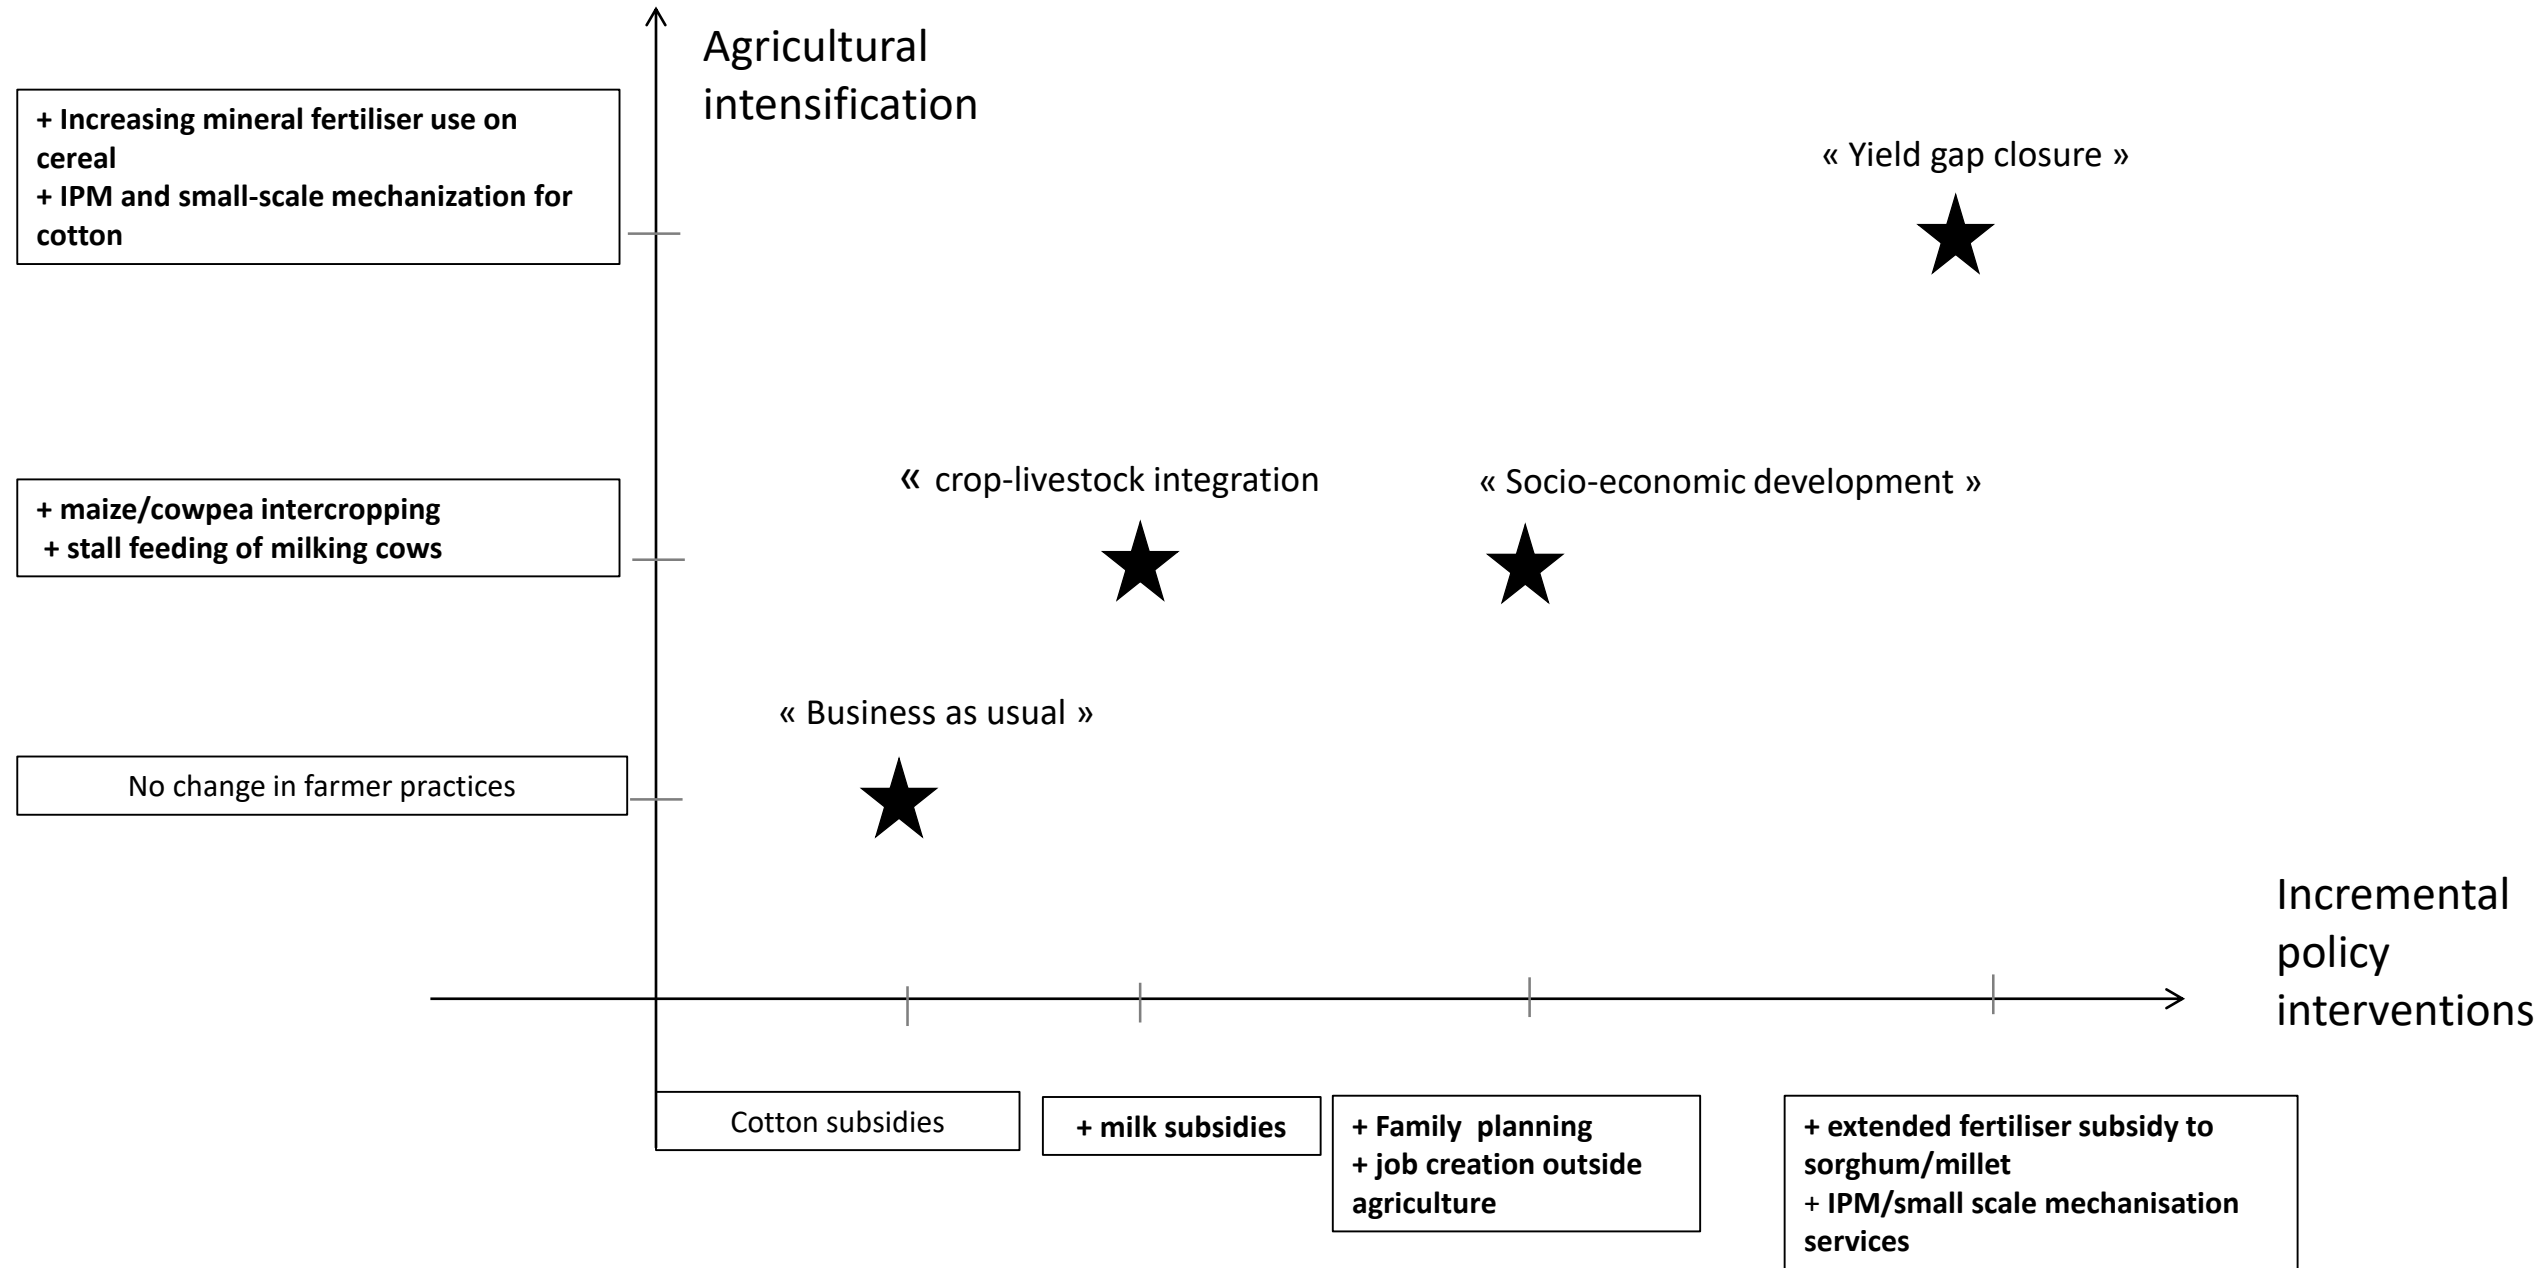 Agricultural
intensification
+ Increasing mineral fertiliser use on
cereal
+ IPM and small-scale mechanization for
cotton
« Yield gap closure »
« crop-livestock integration
« Socio-economic development »
+ maize/cowpea intercropping
+ stall feeding of milking cows
« Business as usual »
No change in farmer practices
Incremental
policy
interventions
Cotton subsidies
+ milk subsidies
+ Family planning
+ job creation outside
agriculture
+ extended fertiliser subsidy to
sorghum/millet
+ IPM/small scale mechanisation
services